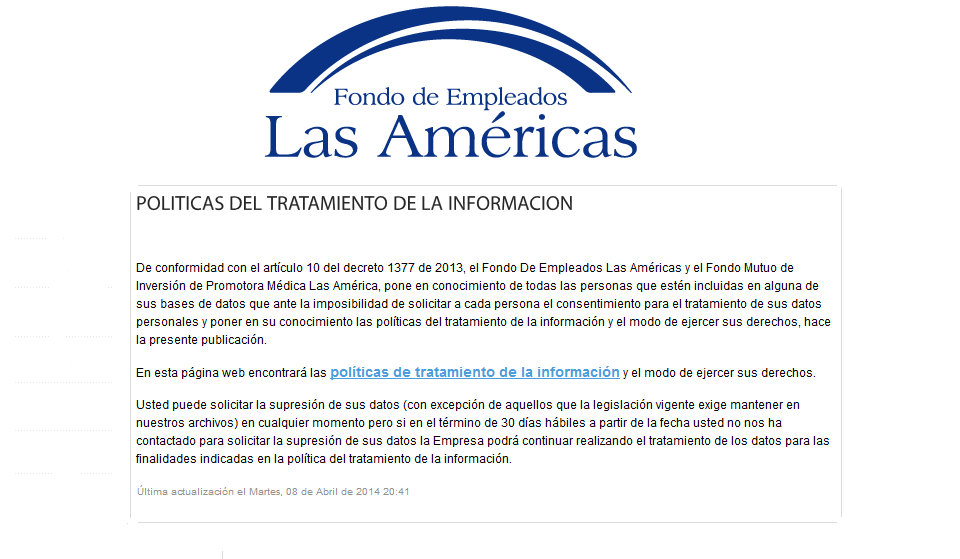 Fondo de Empleados
Las Américas
POLITICAS DEL TRATAMIENTO DE LA INFORMACION
De conformidad con el artículo 10 del decreto 1377 de 2013, el Fondo De Empleados Las Américas y el Fondo Mutuo de
Inversión de Promotora Médica Las América, pone en conocimiento de todas las personas que estén incluidas en alguna de
sus bases de datos que ante la imposibilidad de solicitar a cada persona el consentimiento para el tratamiento de sus datos
personales y poner en su conocimiento las políticas del tratamiento de la información y el modo de ejercer sus derechos, hace
la presente publicación.
En esta página web encontrará las políticas de tratamiento de la información y el modo de ejercer sus derechos.
Usted puede solicitar la supresión de sus datos (con excepción de aquellos que la legislación vigente exige mantener en
nuestros archivos) en cualquier momento pero si en el término de 30 días hábiles a partir de la fecha usted no nos ha
contactado para solicitar la supresión de sus datos la Empresa podrá continuar realizando el tratamiento de los datos para las
finalidades indicadas en la política del tratamiento de la información.
Última actualización el Martes, 08 de Abril de 2014 20:41